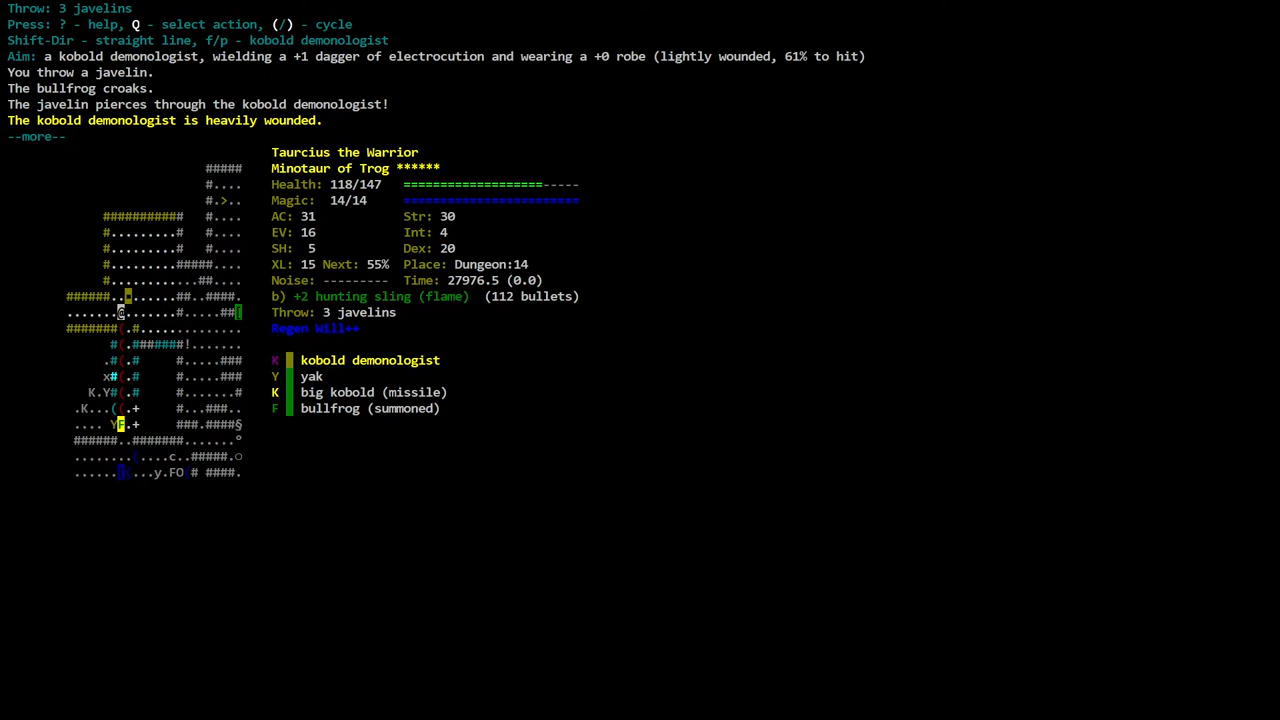 Throw: 3 javelins
Press: ? - help, Q - select action, (/) - cycle
Shift-Dir - straight line, f/p - kobold demonologist
Aim: a kobold demonologist, wielding a +1 dagger of electrocution and wearing a +0 robe (lightly wounded, 61% to hit)
You throw a javelin.
The bullfrog croaks.
The javelin pierces through the kobold demonologist!
The kobold demonologist is heavily wounded.
--more--
Taurcius the Warrior
Minotaur of Trog ******
Health: 118/147 ===================-----
Magic: 14/14 ========================
AC: 31 Str: 30
EV: 16 Int: 4
SH: 5 Dex: 20
XL: 15 Next: 55% Place: Dungeon:14
Noise: --------- Time: 27976.5 (0.0)
b) +2 hunting sling (flame) (112 bullets)
Throw: 3 javelins
Regen Will++
K kobold demonologist
Y yak
K big kobold (missile)
F bullfrog (summoned)